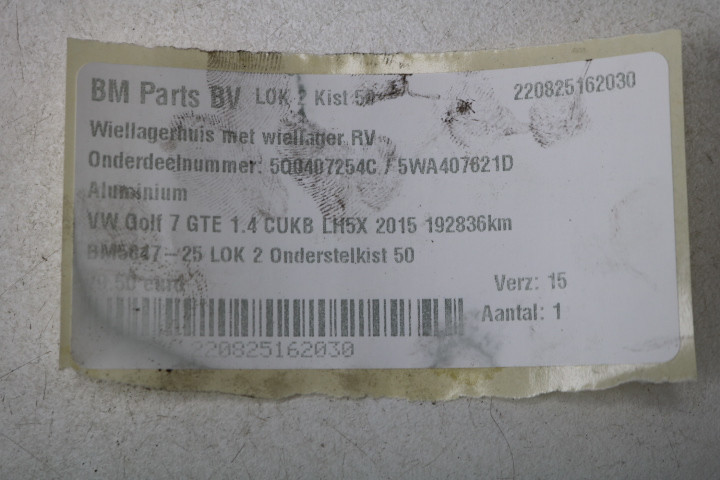 BM Parts BV LOK 2 Kist 50 220825162030
Wiellagerhuis met wiellager RV
Onderdeelnummer: 5Q0407254C / 5WA407621D
Aluminium
VW Golf 7 GTE 1.4 CUKB LH5X 2015 192836km
BM5647-25 LOK 2 Onderstelkist 50
euro Verz: 15
Aantal: 1
220825162030